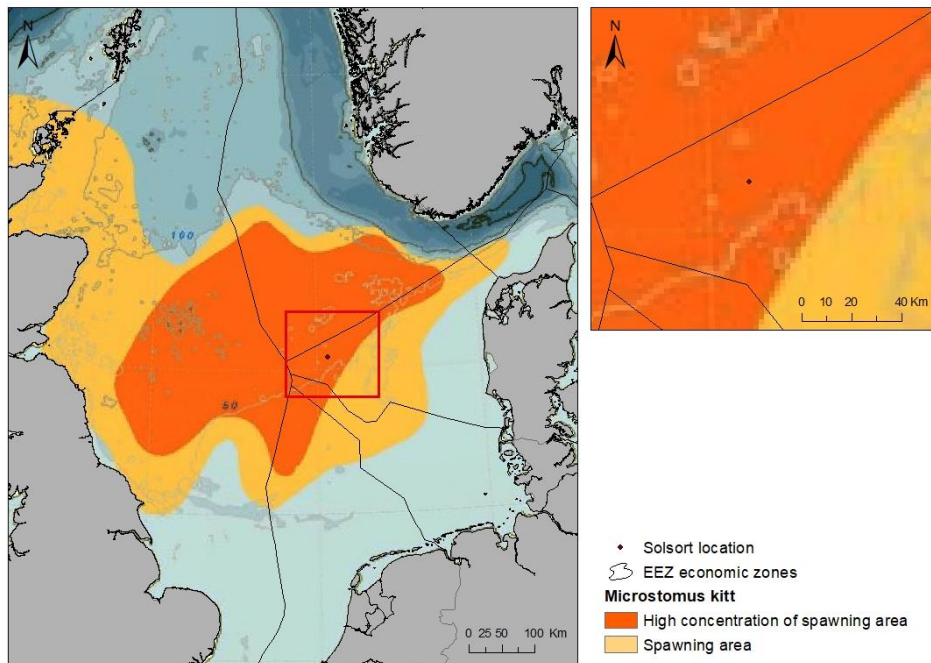 N
100
50
0 25 50 100 Km
N
0 10 20 40 Km
Solsort location
EEZ economic zones
Microstomus kitt
High concentration of spawning area
Spawning area